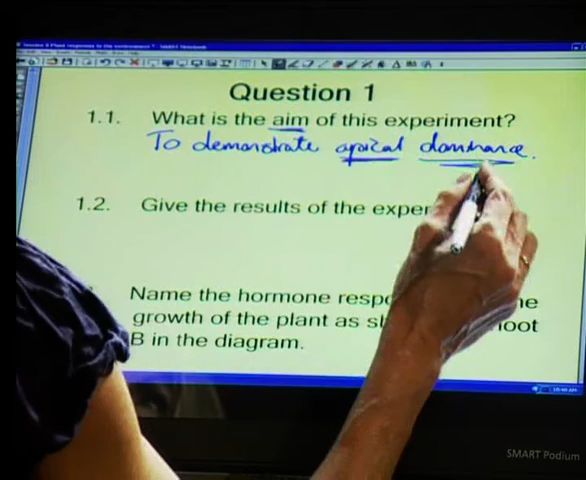 Question 1
1.1. What is the aim of this experiment?
To demonstrate apical dominance.
1.2. Give the results of the exper
Name the hormone respo ne
growth of the plant as sh hoot
B in the diagram.
SMART Podium